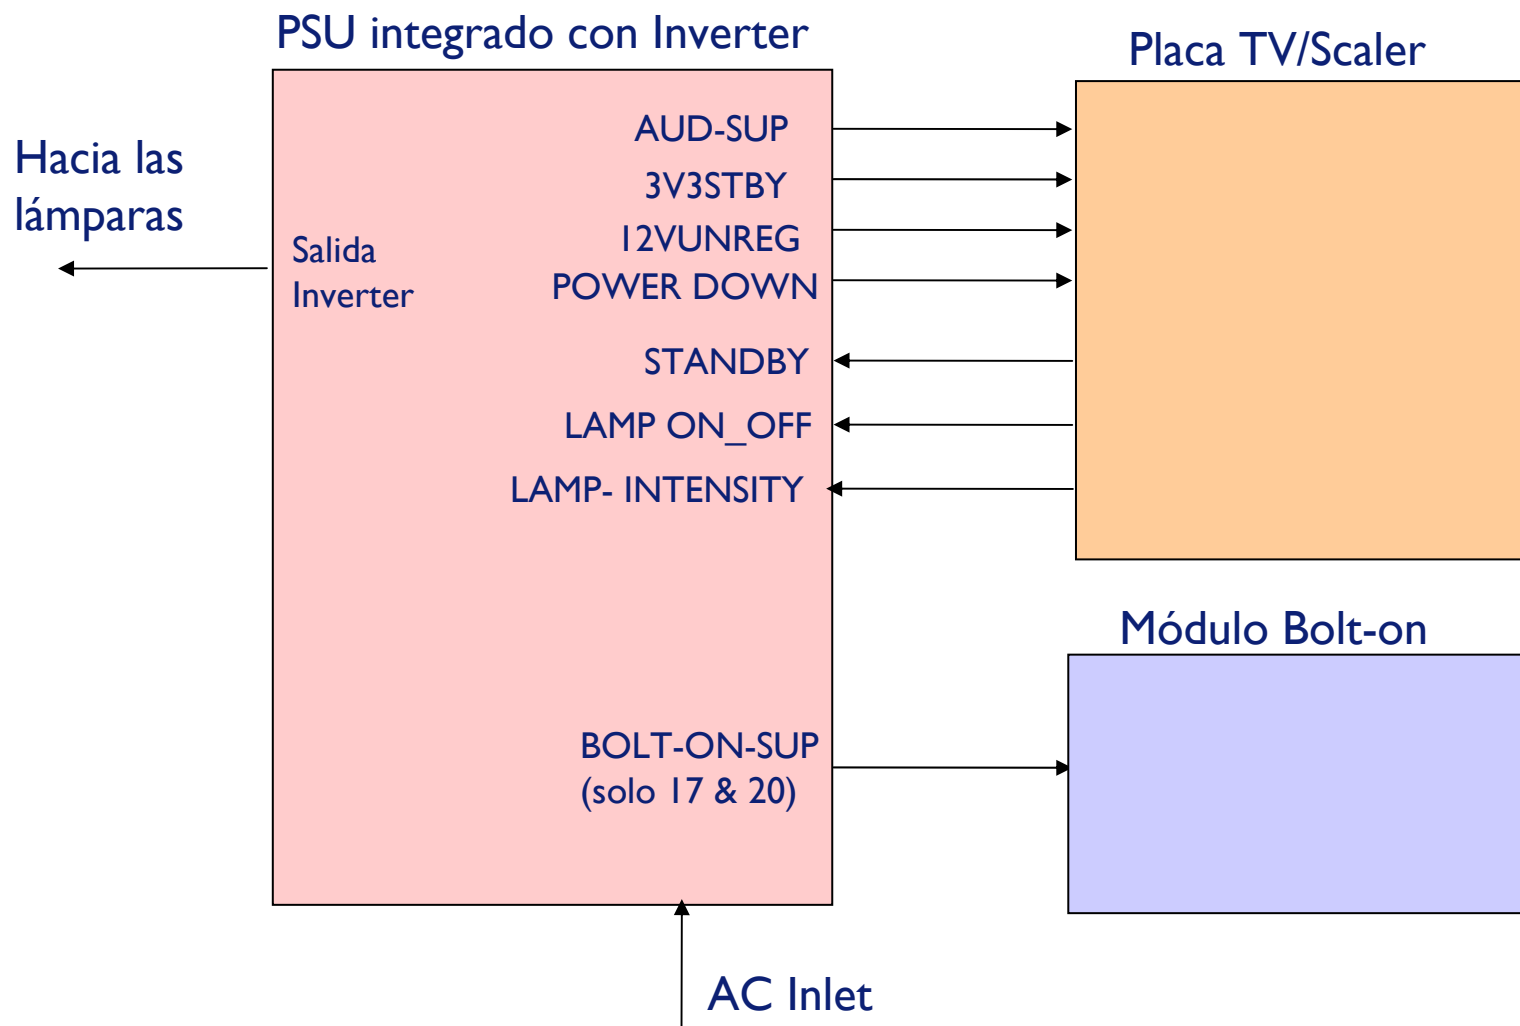 PSU integrado con Inverter
Placa TV/Scaler
Hacia las
lámparas
Salida
Inverter
AUD-SUP
3V3STBY
12VUNREG
POWER DOWN
STANDBY
LAMP ON_OFF
LAMP- INTENSITY
Módulo Bolt-on
BOLT-ON-SUP
(solo 17 & 20)
AC Inlet